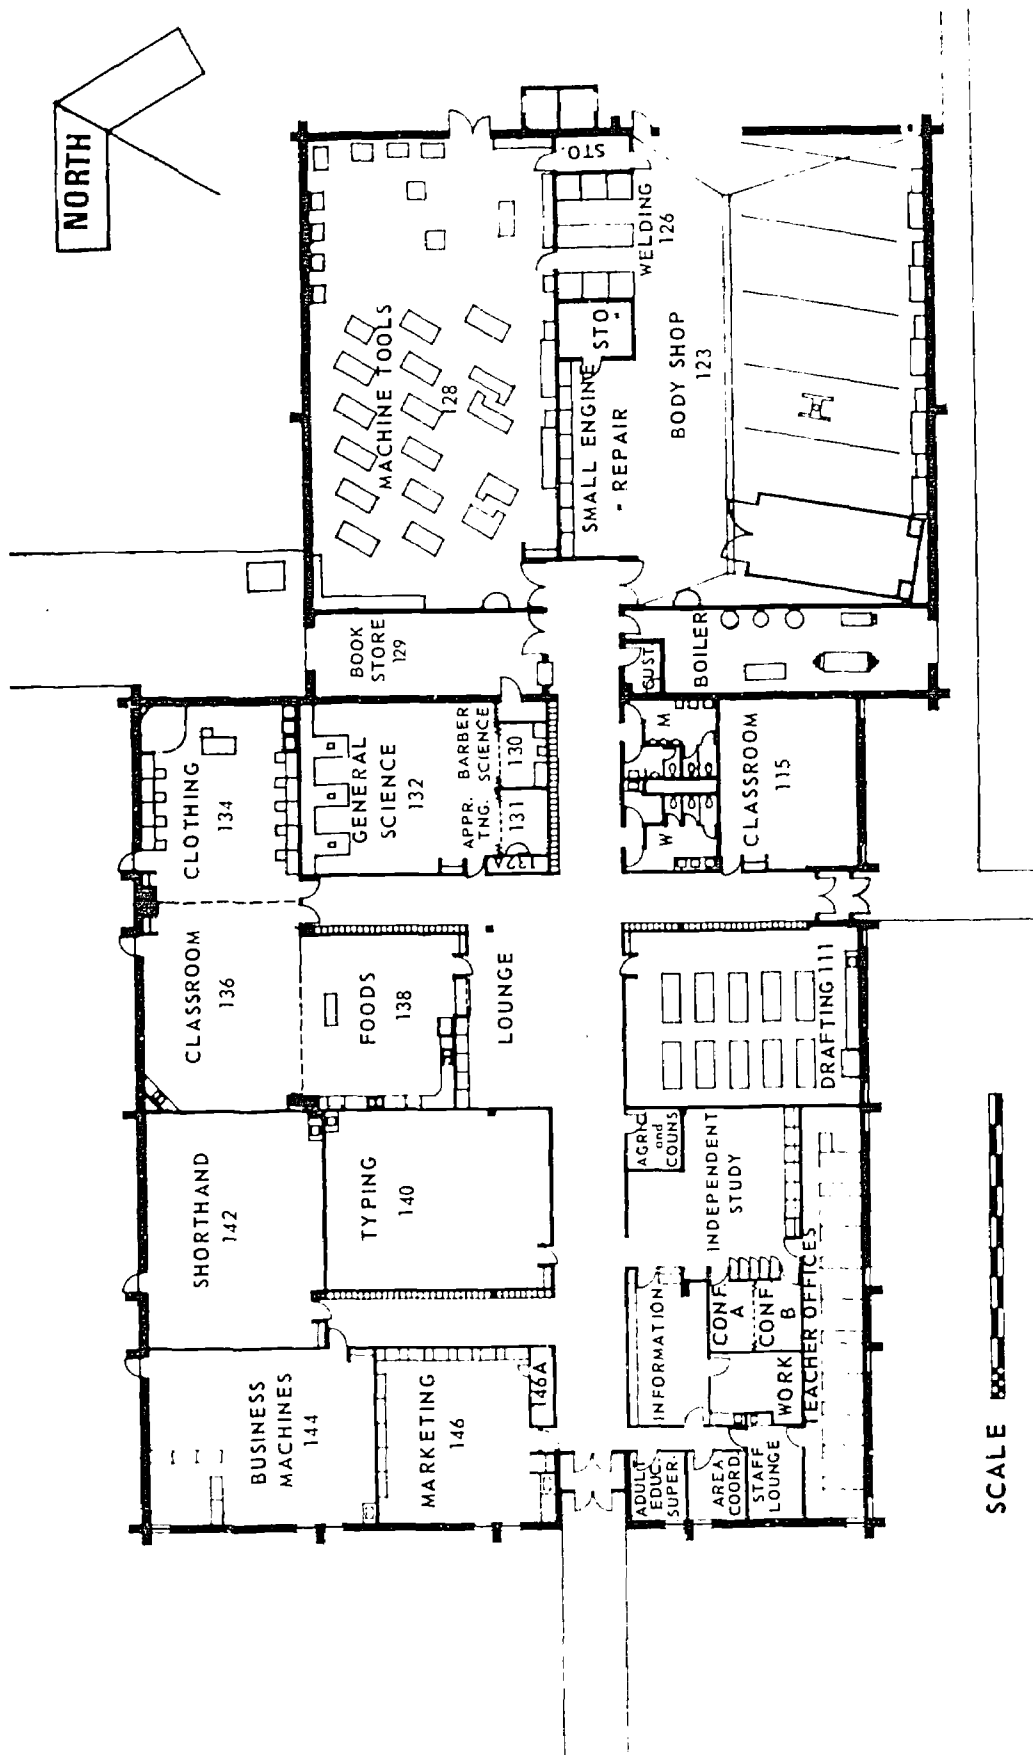 NORTH
MACHINE TOOLS
128
STO.
WELDING
126
STO
SMALL ENGINE
REPAIR
BODY SHOP
123
BOOK
STORE
129
CUST.
BOILER
CLOTHING
134
GENERAL
SCIENCE
132
BARBER
SCIENCE
130
APPR.
TNG.
131
132A
M
W
CLASSROOM
115
CLASSROOM
136
FOODS
138
LOUNGE
DRAFTING 111
SHORTHAND
142
TYPING
140
AGRIC
and
COUNS
INDEPENDENT
STUDY
BUSINESS
MACHINES
144
MARKETING
146
146A
INFORMATION
CONF
A
CONF
B
WORK
TEACHER OFFICES
ADULT
EDUC.
SUPER.
AREA
COORD.
STAFF
LOUNGE
SCALE